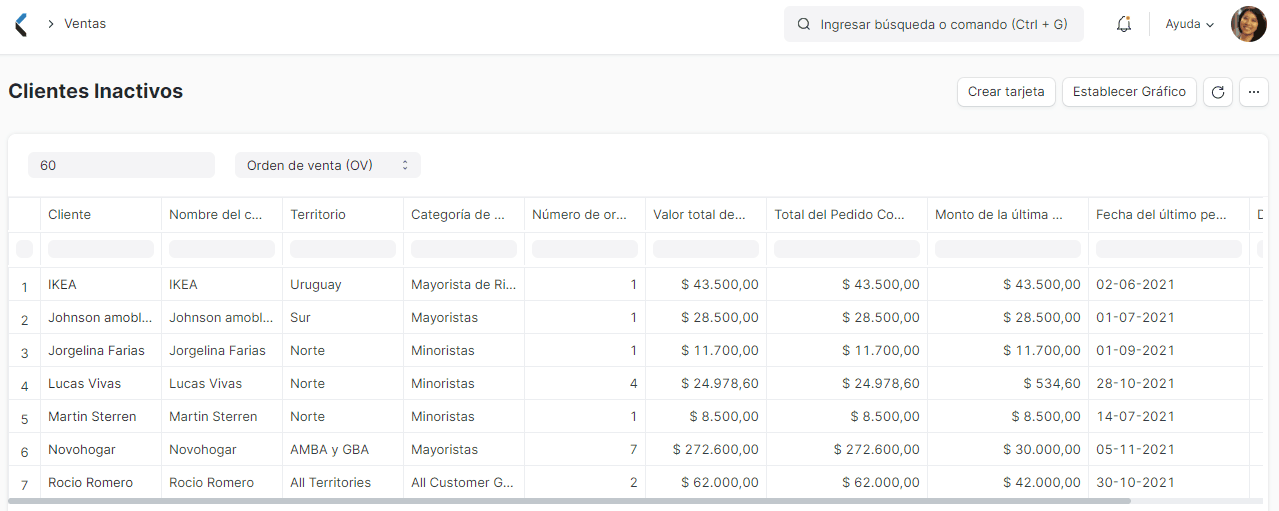 Ventas
Ingresar búsqueda o comando (Ctrl + G)
Ayuda
Clientes Inactivos
Crear tarjeta
Establecer Gráfico
60
Orden de venta (OV)
Cliente Nombre del c... Territorio Categoría de ... Número de or... Valor total de... Total del Pedido Co... Monto de la última ... Fecha del último pe... D
1 IKEA IKEA Uruguay Mayorista de Ri... 1 $ 43.500,00 $ 43.500,00 $ 43.500,00 02-06-2021
2 Johnson amobl... Johnson amobl... Sur Mayoristas 1 $ 28.500,00 $ 28.500,00 $ 28.500,00 01-07-2021
3 Jorgelina Farias Jorgelina Farias Norte Minoristas 1 $ 11.700,00 $ 11.700,00 $ 11.700,00 01-09-2021
4 Lucas Vivas Lucas Vivas Norte Minoristas 4 $ 24.978,60 $ 24.978,60 $ 534,60 28-10-2021
5 Martin Sterren Martin Sterren Norte Minoristas 1 $ 8.500,00 $ 8.500,00 $ 8.500,00 14-07-2021
6 Novohogar Novohogar AMBA y GBA Mayoristas 7 $ 272.600,00 $ 272.600,00 $ 30.000,00 05-11-2021
7 Rocio Romero Rocio Romero All Territories All Customer G... 2 $ 62.000,00 $ 62.000,00 $ 42.000,00 30-10-2021